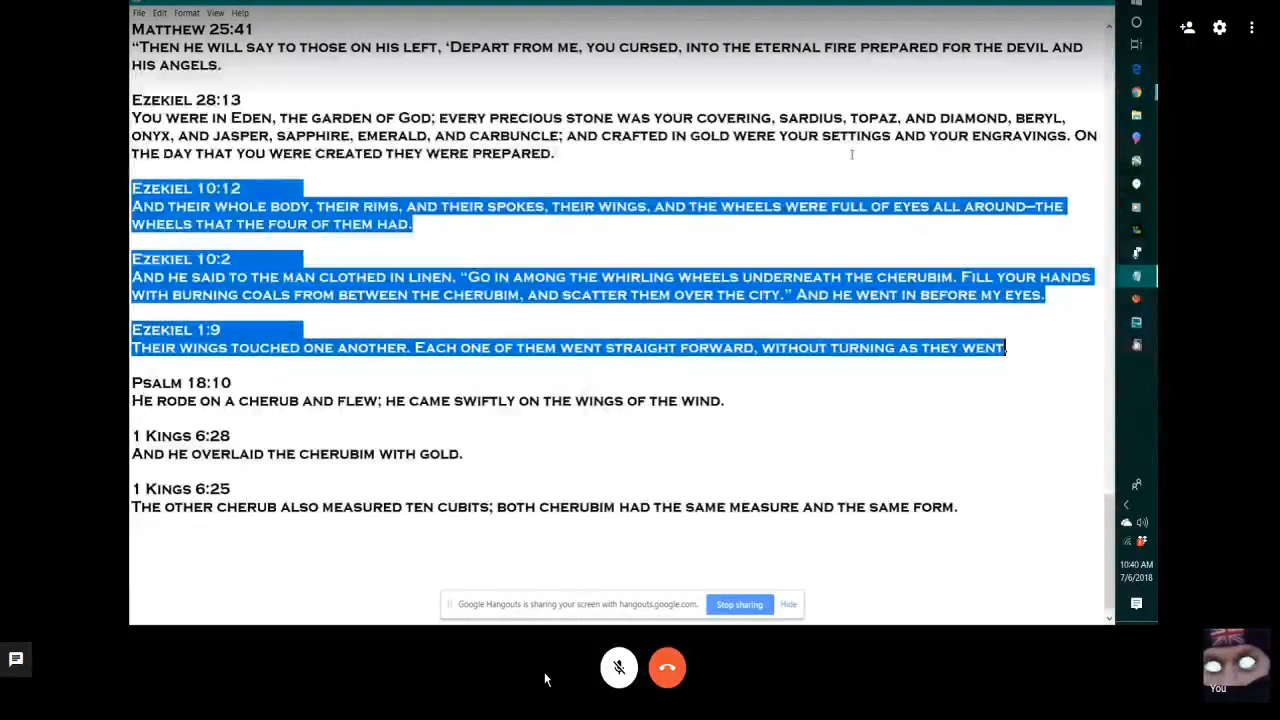 File Edit Format View Help
Matthew 25:41
“Then he will say to those on his left, ‘Depart from me, you cursed, into the eternal fire prepared for the devil and
his angels.
Ezekiel 28:13
You were in Eden, the garden of God; every precious stone was your covering, sardius, topaz, and diamond, beryl,
onyx, and jasper, sapphire, emerald, and carbuncle; and crafted in gold were your settings and your engravings. On
the day that you were created they were prepared.
Ezekiel 10:12
And their whole body, their rims, and their spokes, their wings, and the wheels were full of eyes all around—the
wheels that the four of them had.
Ezekiel 10:2
And he said to the man clothed in linen, “Go in among the whirling wheels underneath the cherubim. Fill your hands
with burning coals from between the cherubim, and scatter them over the city.” And he went in before my eyes.
Ezekiel 1:9
Their wings touched one another. Each one of them went straight forward, without turning as they went.
Psalm 18:10
He rode on a cherub and flew; he came swiftly on the wings of the wind.
1 Kings 6:28
And he overlaid the cherubim with gold.
1 Kings 6:25
The other cherub also measured ten cubits; both cherubim had the same measure and the same form.
10:40 AM
7/6/2018
Google Hangouts is sharing your screen with hangouts.google.com. Stop sharing Hide
You